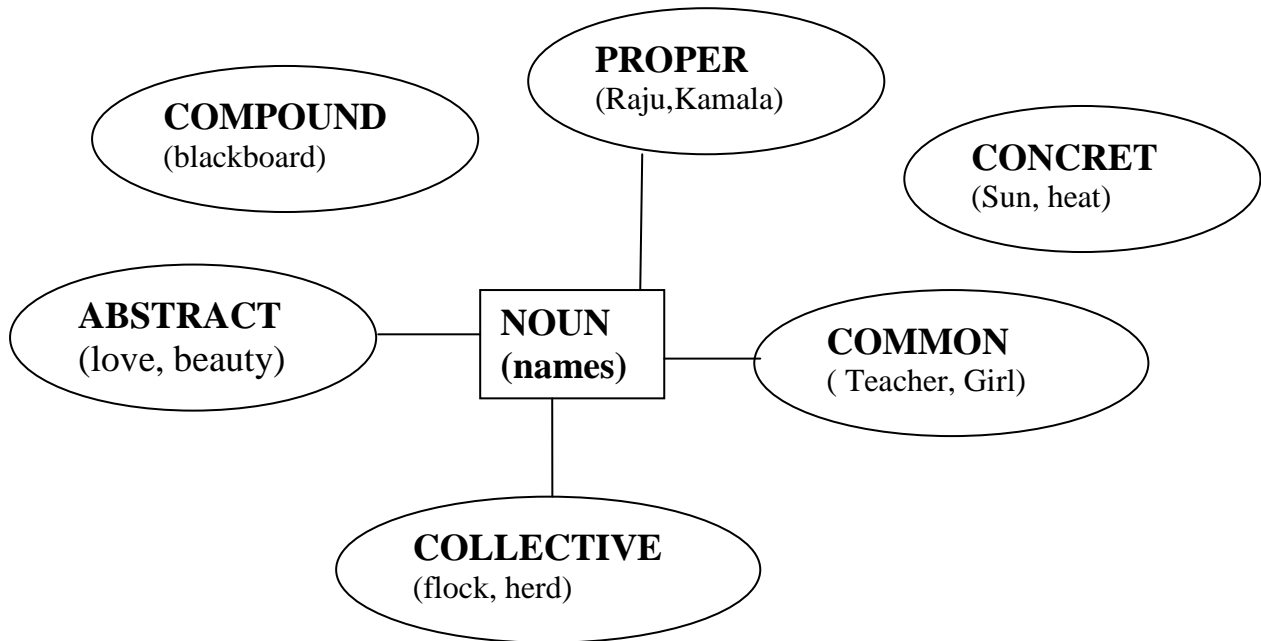 PROPER
(Raju,Kamala)
COMPOUND
(blackboard)
CONCRET
(Sun, heat)
ABSTRACT
(love, beauty)
NOUN
(names)
COMMON
( Teacher, Girl)
COLLECTIVE
(flock, herd)